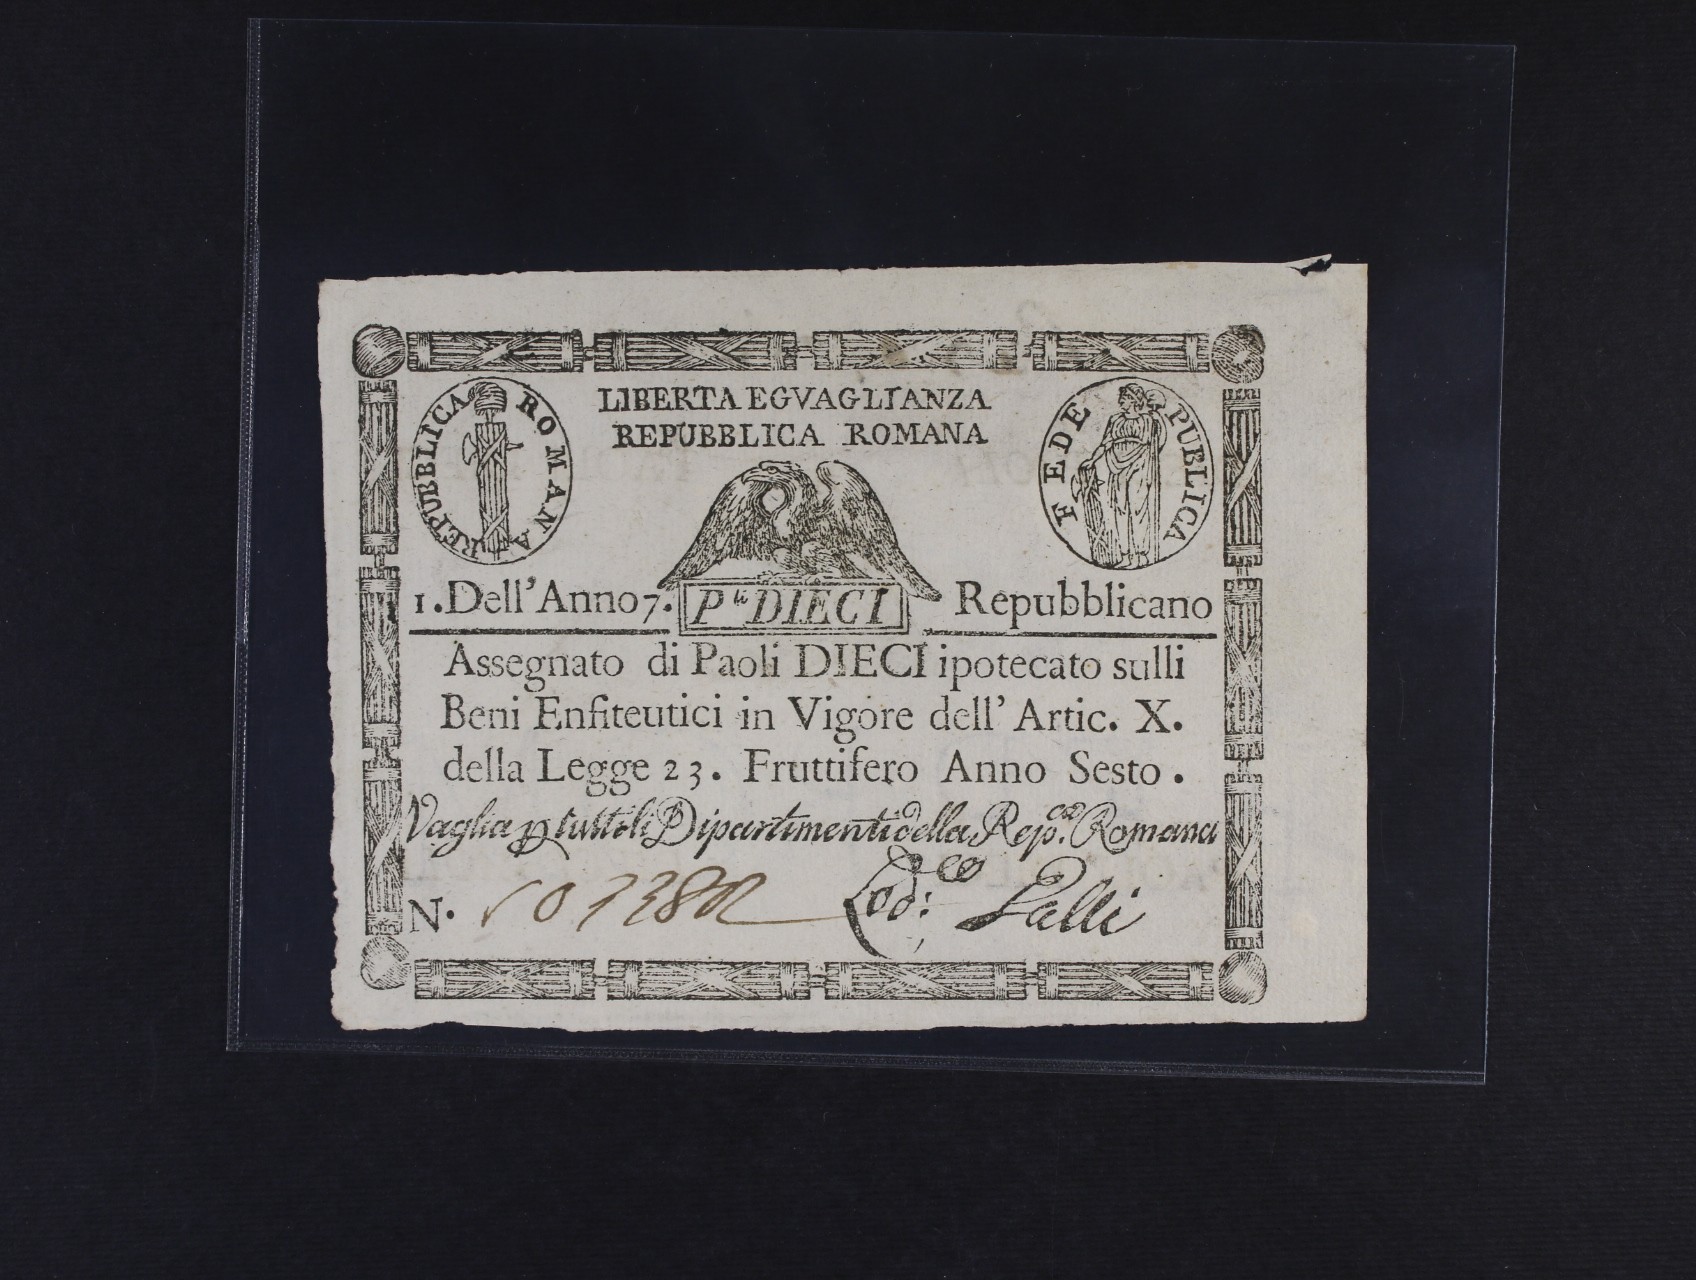 LIBERTA EGVAGLIANZA
REPUBBLICA ROMANA
REPUBBLICA ROMANA
FEDE PUBLICA
1. Dell'Anno 7. P.li DIECI Repubblicano
Assegnato di Paoli DIECI ipotecato sulli
Beni Enfiteutici in Vigore dell' Artic. X.
della Legge 23. Fruttifero Anno Sesto.
Vaglia p tutti li Dipartimenti della Rep.ca Romana
N. Lod:co Lalli